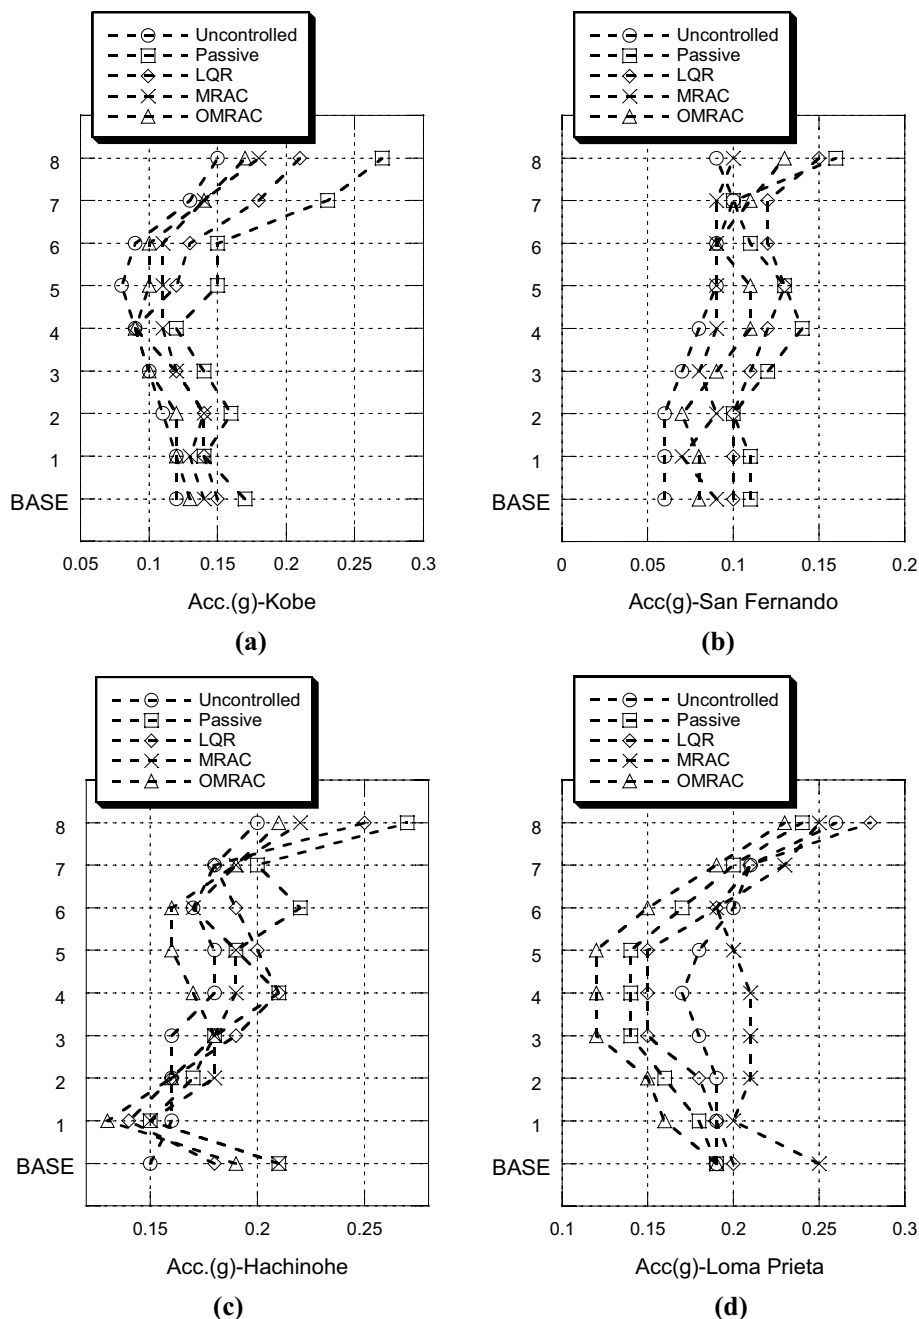 Uncontrolled
Passive
LQR
MRAC
OMRAC
8
7
6
5
4
3
2
1
BASE
0.05 0.1 0.15 0.2 0.25 0.3
Acc.(g)-Kobe
(a)
Uncontrolled
Passive
LQR
MRAC
OMRAC
8
7
6
5
4
3
2
1
BASE
0 0.05 0.1 0.15 0.2
Acc(g)-San Fernando
(b)
Uncontrolled
Passive
LQR
MRAC
OMRAC
8
7
6
5
4
3
2
1
BASE
0.15 0.2 0.25
Acc.(g)-Hachinohe
(c)
Uncontrolled
Passive
LQR
MRAC
OMRAC
8
7
6
5
4
3
2
1
BASE
0.1 0.15 0.2 0.25 0.3
Acc(g)-Loma Prieta
(d)